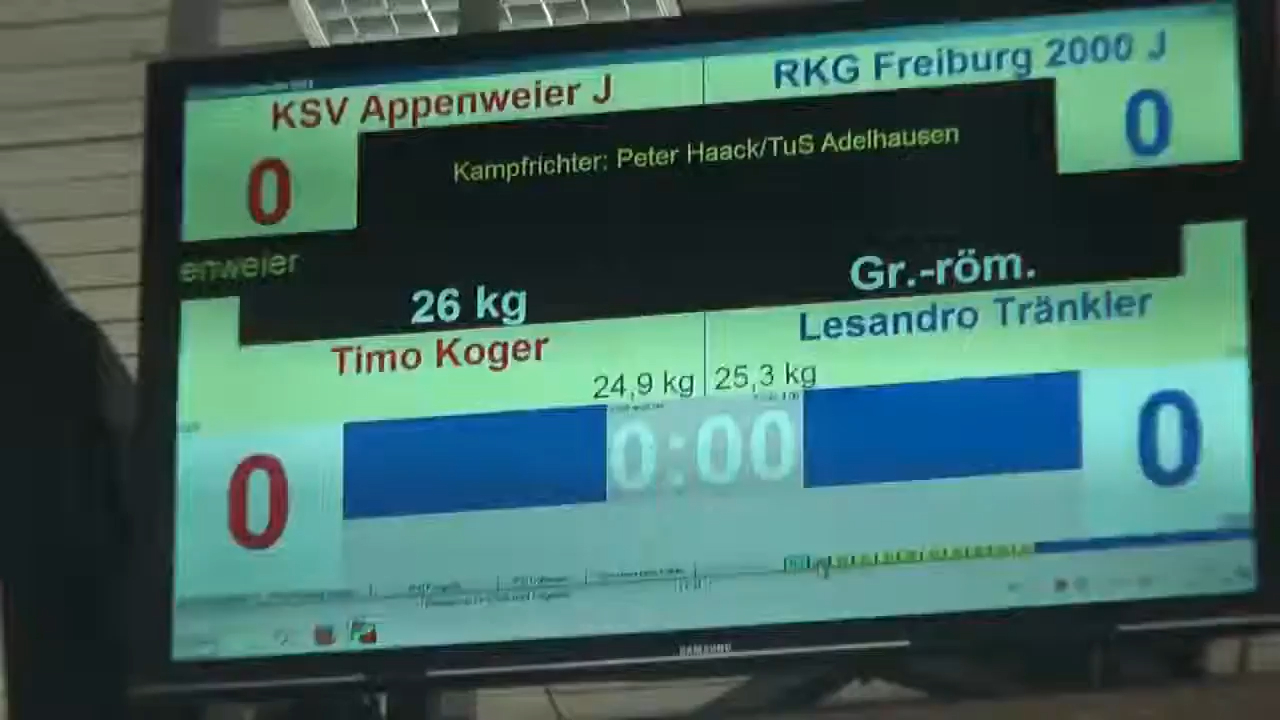 KSV Appenweier J
RKG Freiburg 2000 J
0
Kampfrichter: Peter Haack/TuS Adelhausen
0
enweier
26 kg
Gr.-röm.
Timo Koger
Lesandro Tränkler
24,9 kg
25,3 kg
0
0:00
0
SAMSUNG